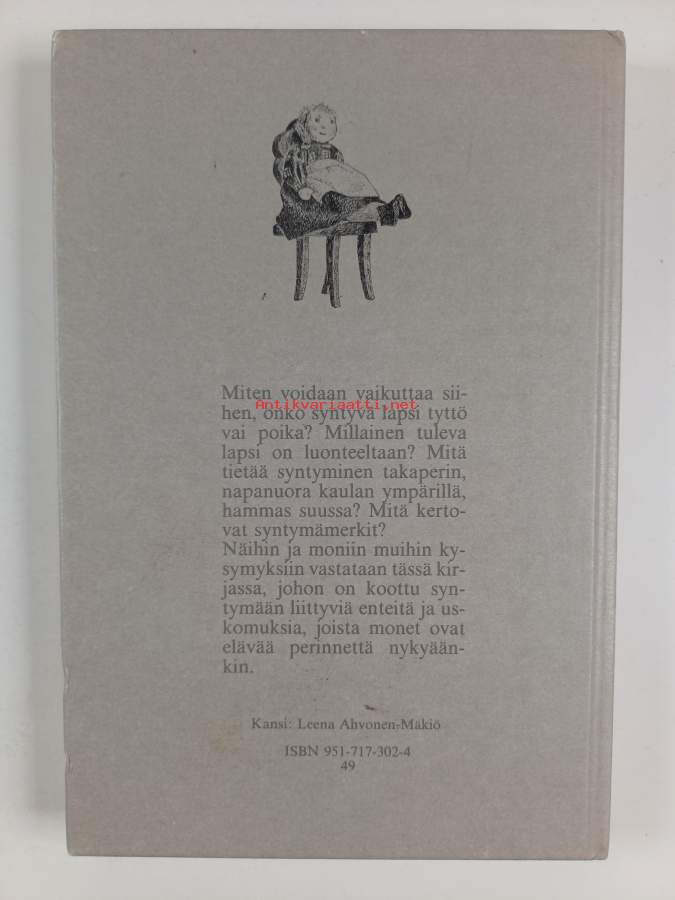 Miten voidaan vaikuttaa sii-
Antikvariaatti.net
hen, onko syntyvä lapsi tyttö
vai poika? Millainen tuleva
lapsi on luonteeltaan? Mitä
tietää syntyminen takaperin,
napanuora kaulan ympärillä,
hammas suussa? Mitä kerto-
vat syntymämerkit?
Näihin ja moniin muihin ky-
symyksiin vastataan tässä kir-
jassa, johon on koottu syn-
tymään liittyviä enteitä ja us-
komuksia, joista monet ovat
elävää perinnettä nykyään-
kin.
Kansi: Leena Ahvonen-Mäkiö
ISBN 951-717-302-4
49